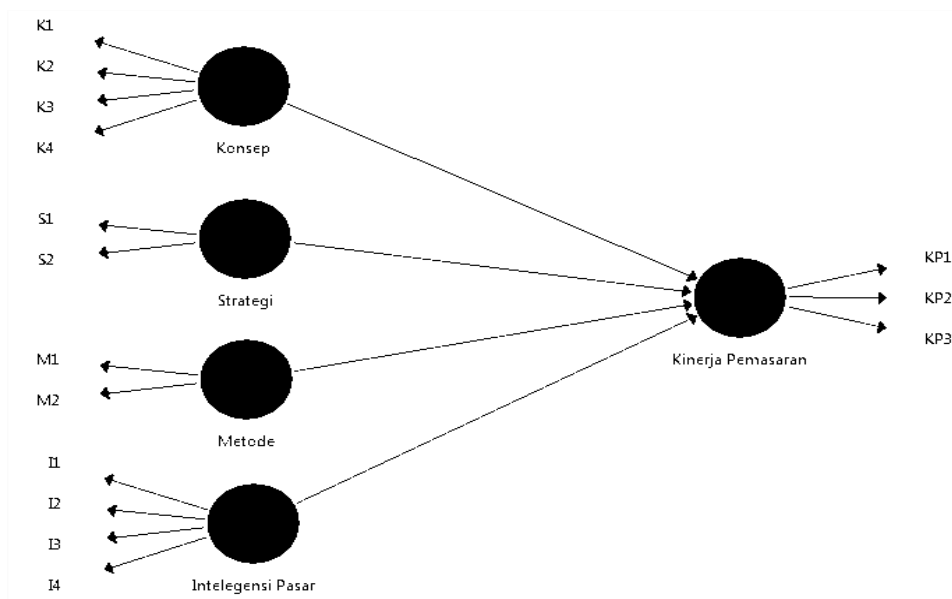 K1
K2
K3
K4
Konsep
S1
S2
Strategi
M1
M2
Metode
I1
I2
I3
I4
Intelegensi Pasar
KP1
KP2
KP3
Kinerja Pemasaran